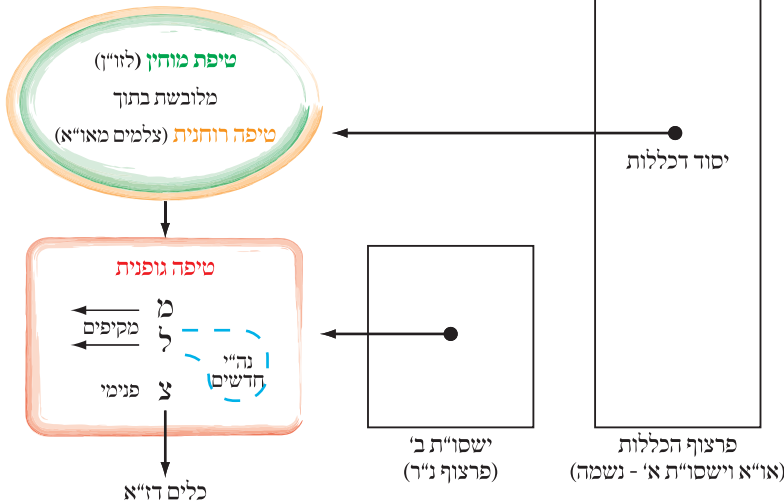 טיפת מוחין (לזו"ן)
מלובשת בתוך
טיפה רוחנית (צלמים מאו"א)
יסוד דכללות
טיפה גופנית
מ
מקיפים
ל
נה"י
חדשים
צ
פנימי
כלים דז"א
ישסו"ת ב'
(פרצוף נ"ר)
פרצוף הכללות
(או"א וישסו"ת א' - נשמה)